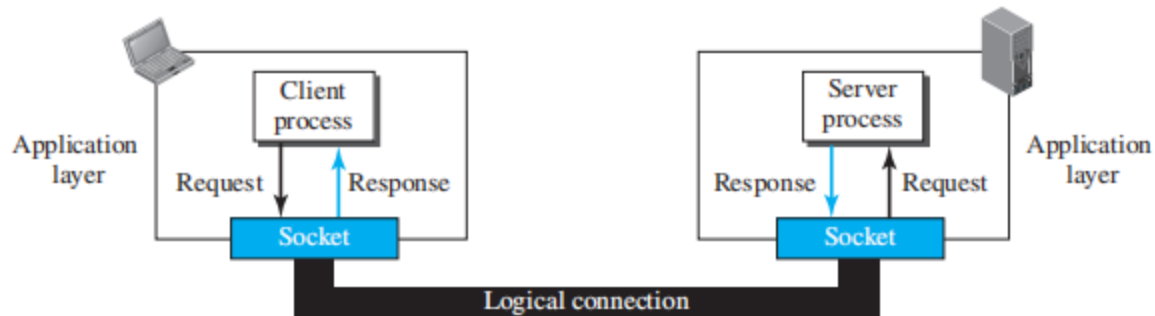 Client
process
Server
process
Application
layer
Application
layer
Request
Response
Response
Request
Socket
Socket
Logical connection